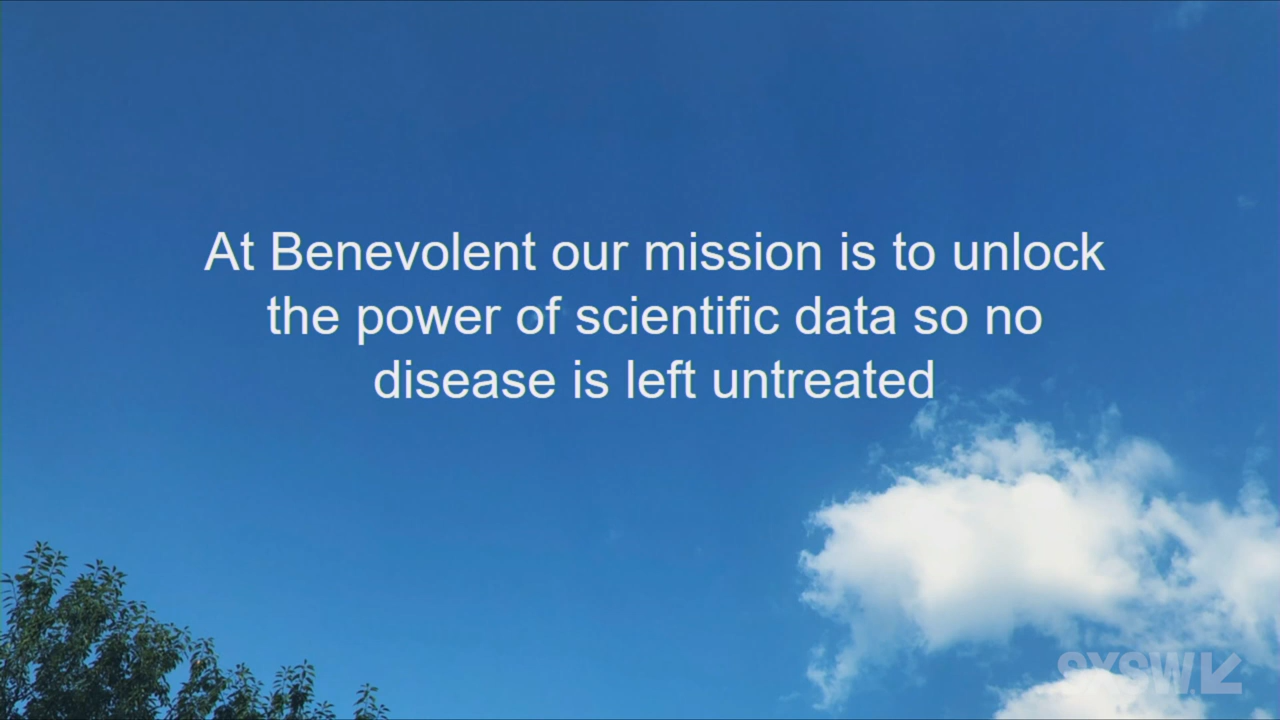 At Benevolent our mission is to unlock
the power of scientific data so no
disease is left untreated
SXSW